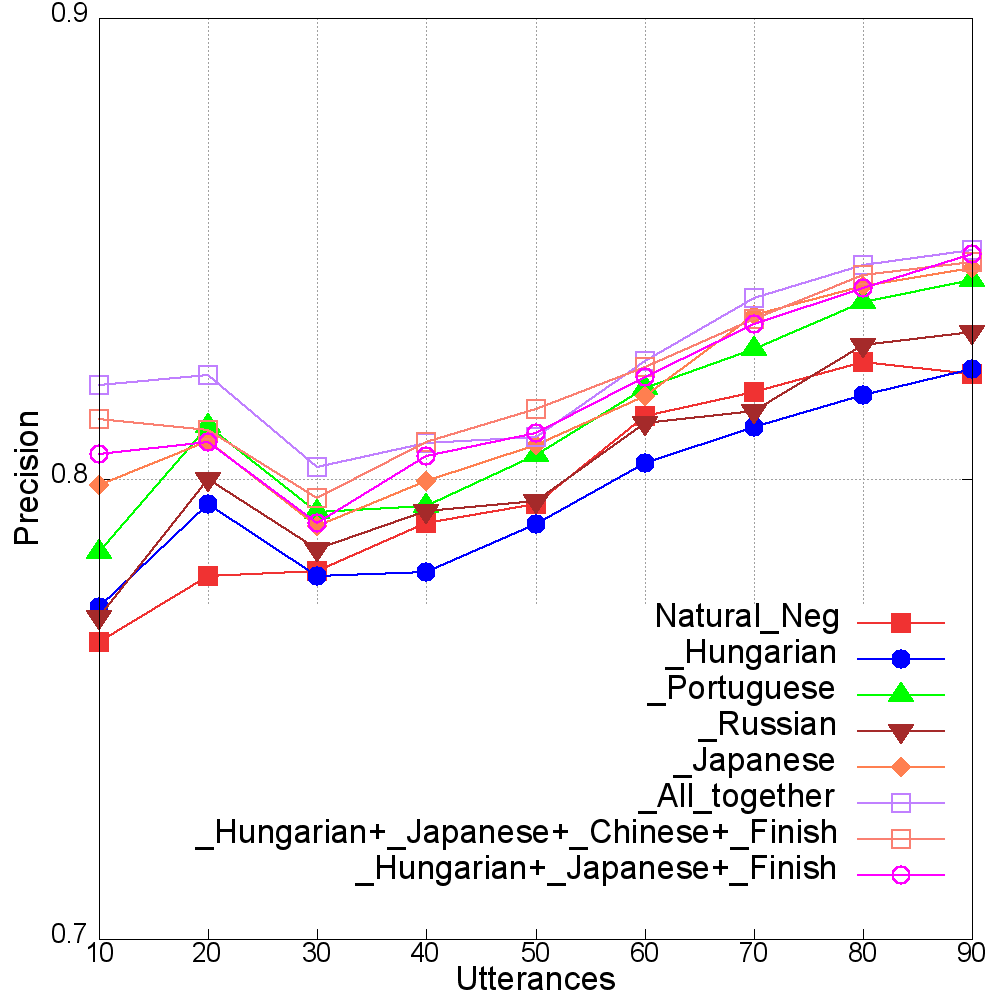 0.9
0.8
0.7
Precision
Natural_Neg
_Hungarian
_Portuguese
_Russian
_Japanese
_All_together
_Hungarian+_Japanese+_Chinese+_Finish
_Hungarian+_Japanese+_Finish
10 20 30 40 50 60 70 80 90
Utterances